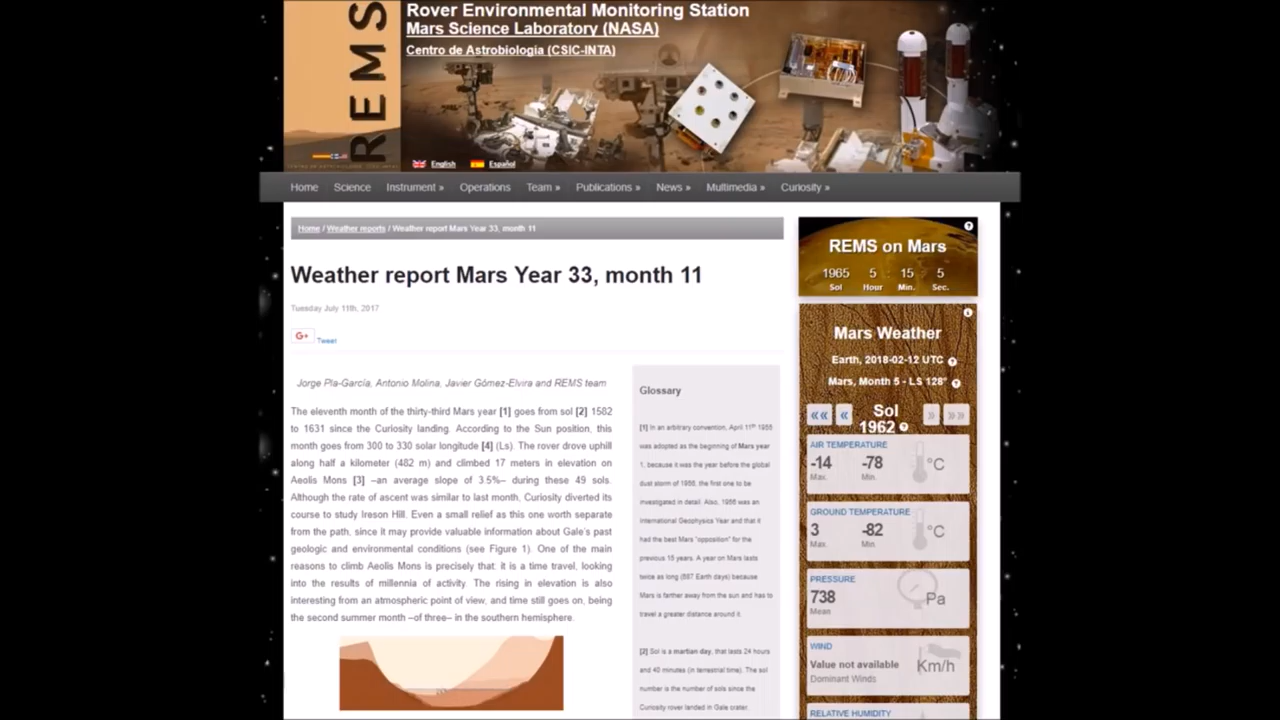 REMS
Rover Environmental Monitoring Station
Mars Science Laboratory (NASA)
Centro de Astrobiología (CSIC-INTA)
English Español
Home Science Instrument » Operations Team » Publications » News » Multimedia » Curiosity »
Home / Weather reports / Weather report Mars Year 33, month 11
Weather report Mars Year 33, month 11
Tuesday July 11th, 2017
G+ Tweet
Jorge Pla-García, Antonio Molina, Javier Gómez-Elvira and REMS team
The eleventh month of the thirty-third Mars year [1] goes from sol [2] 1582
to 1631 since the Curiosity landing. According to the Sun position, this
month goes from 300 to 330 solar longitude [4] (Ls). The rover drove uphill
along half a kilometer (482 m) and climbed 17 meters in elevation on
Aeolis Mons [3] –an average slope of 3.5%– during these 49 sols.
Although the rate of ascent was similar to last month, Curiosity diverted its
course to study Ireson Hill. Even a small relief as this one worth separate
from the path, since it may provide valuable information about Gale's past
geologic and environmental conditions (see Figure 1). One of the main
reasons to climb Aeolis Mons is precisely that: it is a time travel, looking
into the results of millennia of activity. The rising in elevation is also
interesting from an atmospheric point of view, and time still goes on, being
the second summer month –of three– in the southern hemisphere.
Glossary
[1] In an arbitrary convention, April 11th 1955
was adopted as the beginning of Mars year
1, because it was the year before the global
dust storm of 1956, the first one to be
investigated in detail. Also, 1956 was an
International Geophysics Year and that it
had the best Mars "opposition" for the
previous 15 years. A year on Mars lasts
twice as long (687 Earth days) because
Mars is farther away from the sun and has to
travel a greater distance around it.
[2] Sol is a martian day, that lasts 24 hours
and 40 minutes (in terrestrial time). The sol
number is the number of sols since the
Curiosity rover landed in Gale crater.
REMS on Mars
1965 5 : 15 : 5
Sol Hour Min. Sec.
Mars Weather
Earth, 2018-02-12 UTC
Mars, Month 5 - LS 128°
«« « Sol » »»
1962
AIR TEMPERATURE
-14 -78 °C
Max. Min.
GROUND TEMPERATURE
3 -82 °C
Max. Min.
PRESSURE
738 Pa
Mean
WIND
Value not available Km/h
Dominant Winds
RELATIVE HUMIDITY